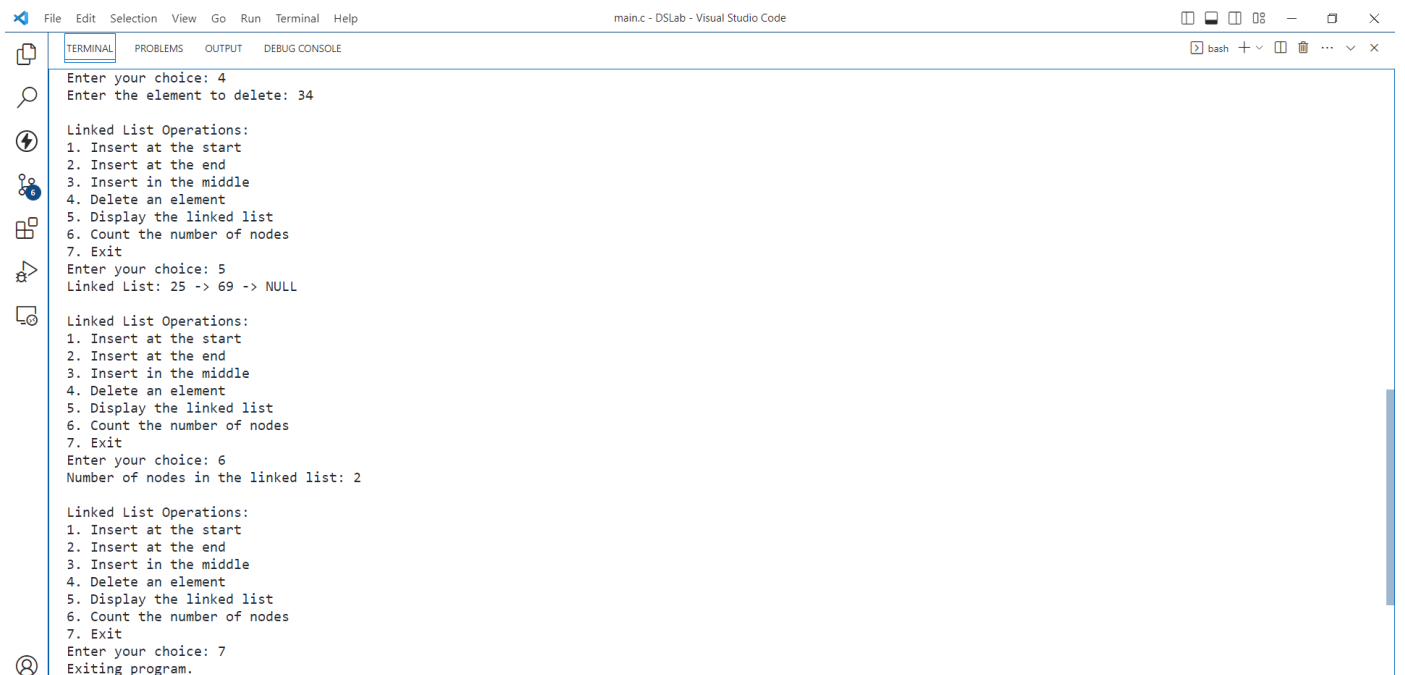 File Edit Selection View Go Run Terminal Help main.c - DSLab - Visual Studio Code
TERMINAL PROBLEMS OUTPUT DEBUG CONSOLE bash
Enter your choice: 4
Enter the element to delete: 34
Linked List Operations:
1. Insert at the start
2. Insert at the end
3. Insert in the middle
4. Delete an element
5. Display the linked list
6. Count the number of nodes
7. Exit
Enter your choice: 5
Linked List: 25 -> 69 -> NULL
Linked List Operations:
1. Insert at the start
2. Insert at the end
3. Insert in the middle
4. Delete an element
5. Display the linked list
6. Count the number of nodes
7. Exit
Enter your choice: 6
Number of nodes in the linked list: 2
Linked List Operations:
1. Insert at the start
2. Insert at the end
3. Insert in the middle
4. Delete an element
5. Display the linked list
6. Count the number of nodes
7. Exit
Enter your choice: 7
Exiting program.
6